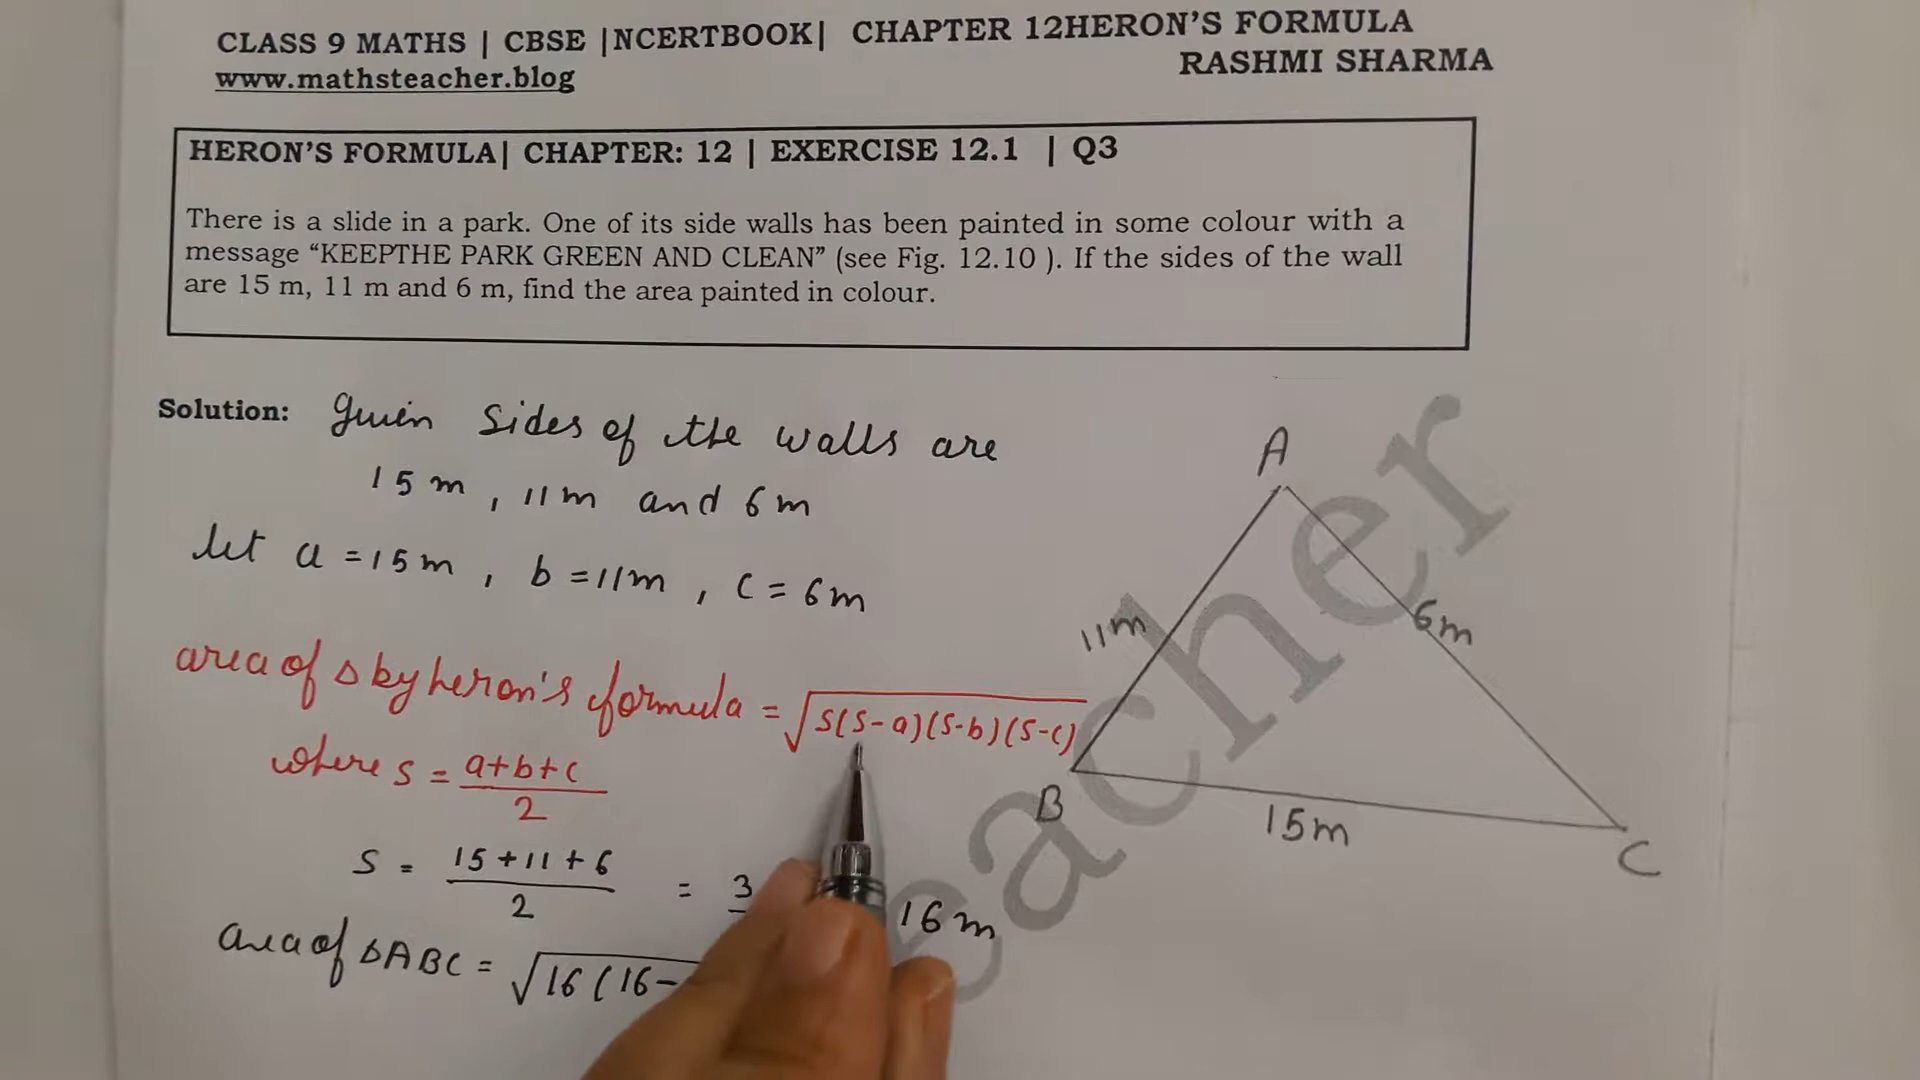 CLASS 9 MATHS | CBSE |NCERTBOOK| CHAPTER 12HERON'S FORMULA
www.mathsteacher.blog RASHMI SHARMA
HERON'S FORMULA| CHAPTER: 12 | EXERCISE 12.1 | Q3
There is a slide in a park. One of its side walls has been painted in some colour with a
message “KEEPTHE PARK GREEN AND CLEAN” (see Fig. 12.10 ). If the sides of the wall
are 15 m, 11 m and 6 m, find the area painted in colour.
Solution: Given Sides of the walls are
15 m , 11 m and 6 m
let a = 15 m , b = 11m , c = 6 m
area of Δ by heron's formula = √s(s-a)(s-b)(s-c)
where s = a+b+c
2
S = 15 + 11 + 6 = 3 16 m
2
area of ΔABC = √16 (16-
A
11m
6m
B
15m
C
eacher